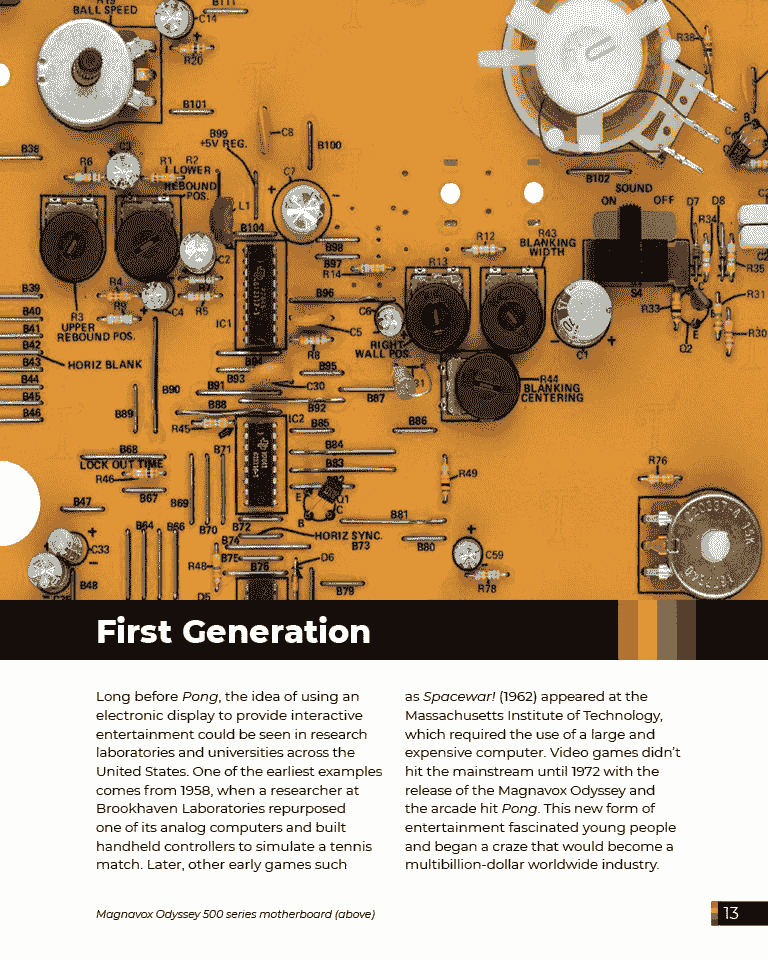 R19
BALL SPEED
B111
C14
R20
R38
B101
B99
+5V REG.
C8
B100
B38
R6
C3
R1
R2
LOWER
REBOUND
POS.
C7
B102
SOUND
ON
OFF
D7
D8
R34
L1
B104
C2
B98
B97
R14
R12
R43
BLANKING
WIDTH
R13
R35
B39
B40
B41
B42
B43
B44
B45
B46
R3
UPPER
REBOUND POS.
HORIZ BLANK
R4
C4
R5
IC1
B96
C5
R8
C6
RIGHT
WALL POS.
C1
S4
R33
Q2
E
R31
R30
B94
B93
B95
B91
C30
B92
B88
B90
B89
B87
R44
BLANKING
CENTERING
R45
IC2
B85
B86
B84
B83
B68
LOCK OUT TIME
R46
B67
B71
B69
B47
B70
B72
E
Q1
C
B
R49
R76
B81
B80
HORIZ SYNC.
B73
B64
B66
B74
B75
B76
R48
D6
D5
B79
C33
B48
C59
R78
First Generation
Long before Pong, the idea of using an
electronic display to provide interactive
entertainment could be seen in research
laboratories and universities across the
United States. One of the earliest examples
comes from 1958, when a researcher at
Brookhaven Laboratories repurposed
one of its analog computers and built
handheld controllers to simulate a tennis
match. Later, other early games such
as Spacewar! (1962) appeared at the
Massachusetts Institute of Technology,
which required the use of a large and
expensive computer. Video games didn't
hit the mainstream until 1972 with the
release of the Magnavox Odyssey and
the arcade hit Pong. This new form of
entertainment fascinated young people
and began a craze that would become a
multibillion-dollar worldwide industry.
Magnavox Odyssey 500 series motherboard (above)
13